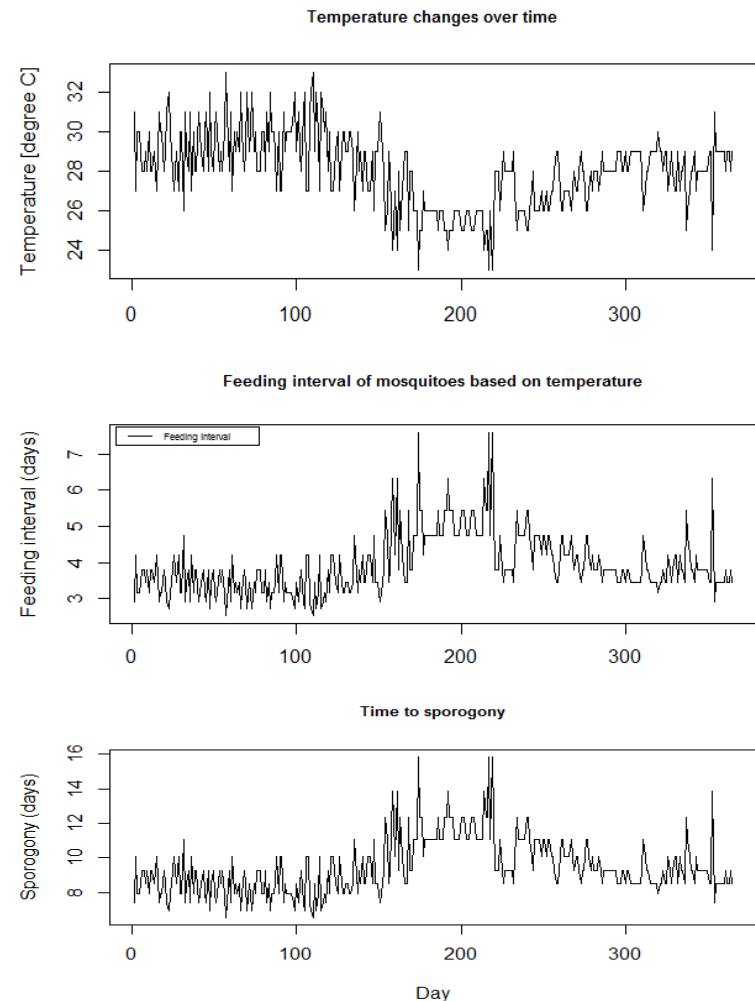 Temperature changes over time
Temperature [degree C]
32
30
28
26
24
0 100 200 300
Feeding interval of mosquitoes based on temperature
Feeding interval (days)
Feeding Interval
7
6
5
4
3
0 100 200 300
Time to sporogony
Sporogony (days)
16
14
12
10
8
0 100 200 300
Day